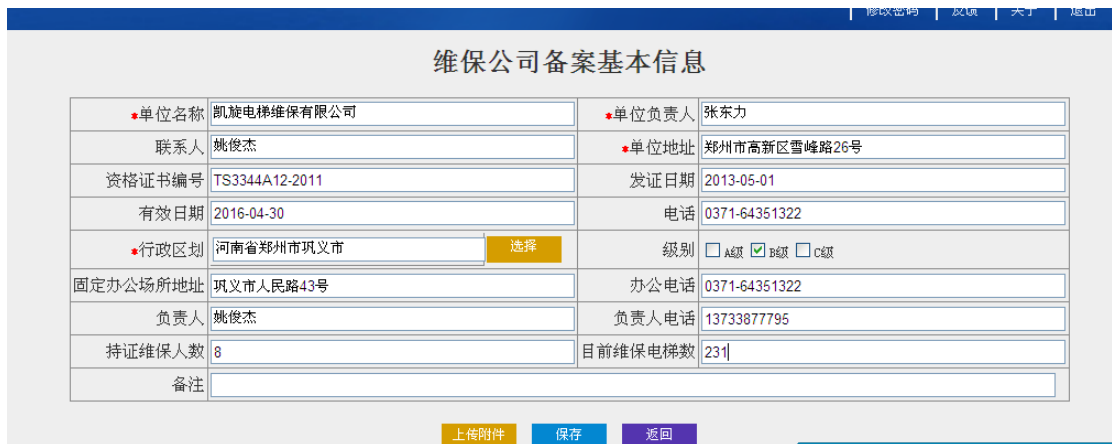 修改密码 反馈 关于 退出
维保公司备案基本信息
*单位名称 凯旋电梯维保有限公司 *单位负责人 张东力
联系人 姚俊杰 *单位地址 郑州市高新区雪峰路26号
资格证书编号 TS3344A12-2011 发证日期 2013-05-01
有效日期 2016-04-30 电话 0371-64351322
*行政区划 河南省郑州市巩义市 选择 级别 A级 B级 C级
固定办公场所地址 巩义市人民路43号 办公电话 0371-64351322
负责人 姚俊杰 负责人电话 13733877795
持证维保人数 8 目前维保电梯数 231
备注
上传附件 保存 返回